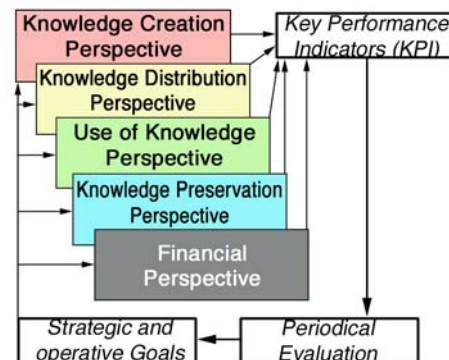 Knowledge Creation
Perspective
Key Performance
Indicators (KPI)
Knowledge Distribution
Perspective
Use of Knowledge
Perspective
Knowledge Preservation
Perspective
Financial
Perspective
Strategic and
operative Goals
Periodical
Evaluation